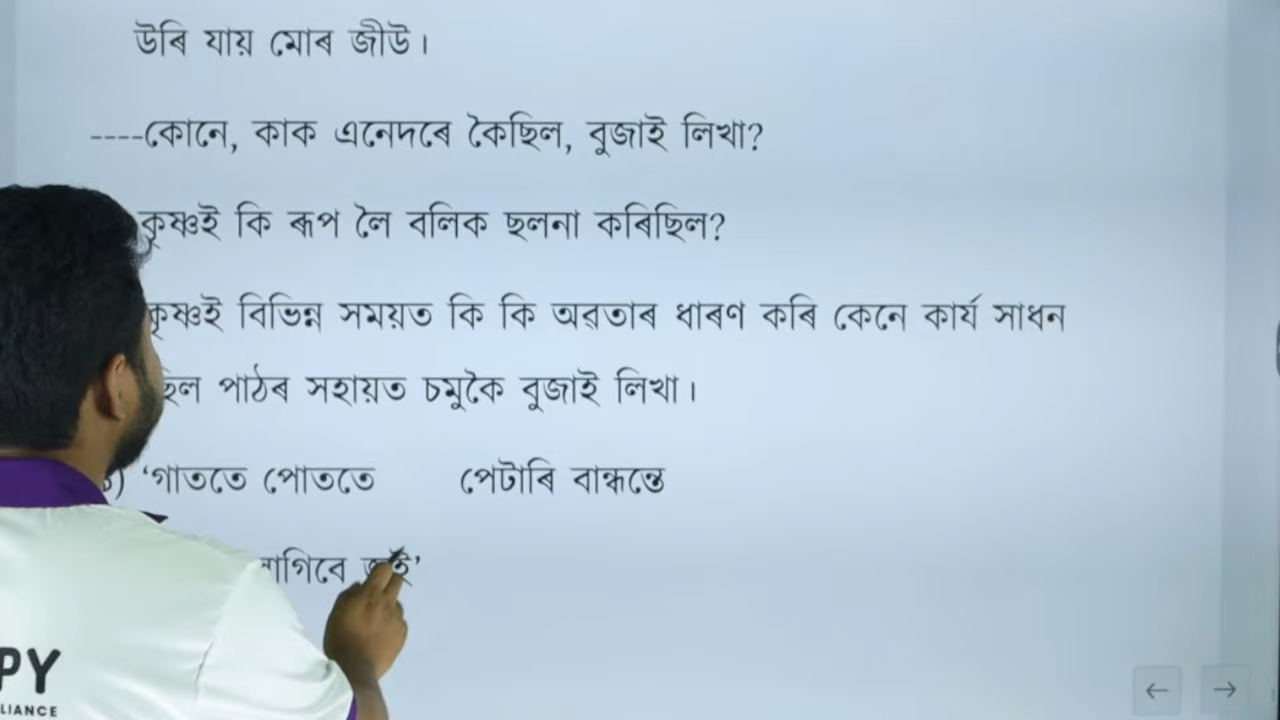 উৰি যায় মোৰ জীউ।
----কোনে, কাক এনেদৰে কৈছিল, বুজাই লিখা?
কৃষ্ণই কি ৰূপ লৈ বলিক ছলনা কৰিছিল?
কৃষ্ণই বিভিন্ন সময়ত কি কি অৱতাৰ ধাৰণ কৰি কেনে কাৰ্য সাধন
পাঠৰ সহায়ত চমুকৈ বুজাই লিখা।
‘গাততে পোততে পেটাৰি বান্ধন্তে
PY
LIANCE